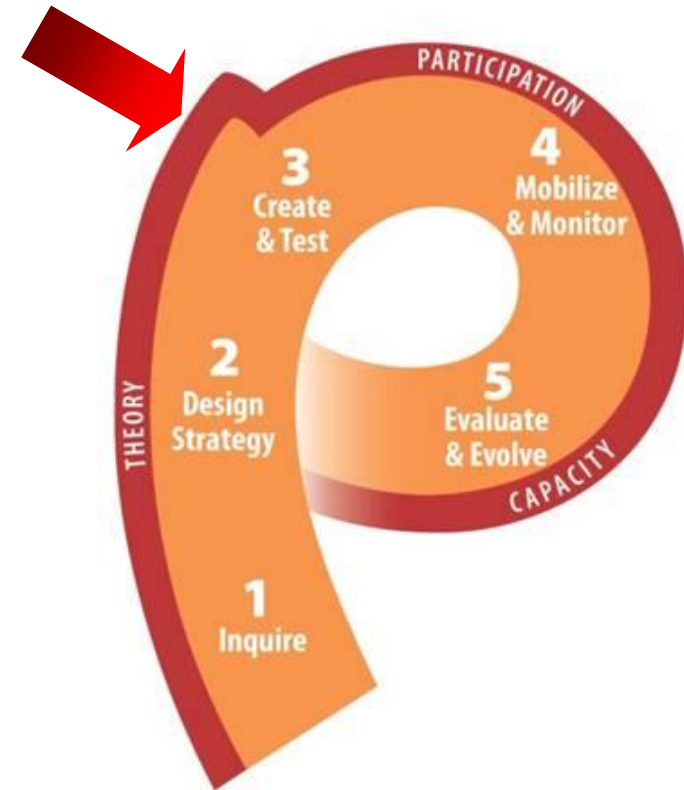 PARTICIPATION
3
Create
& Test
4
Mobilize
& Monitor
2
Design
Strategy
THEORY
5
Evaluate
& Evolve
CAPACITY
1
Inquire